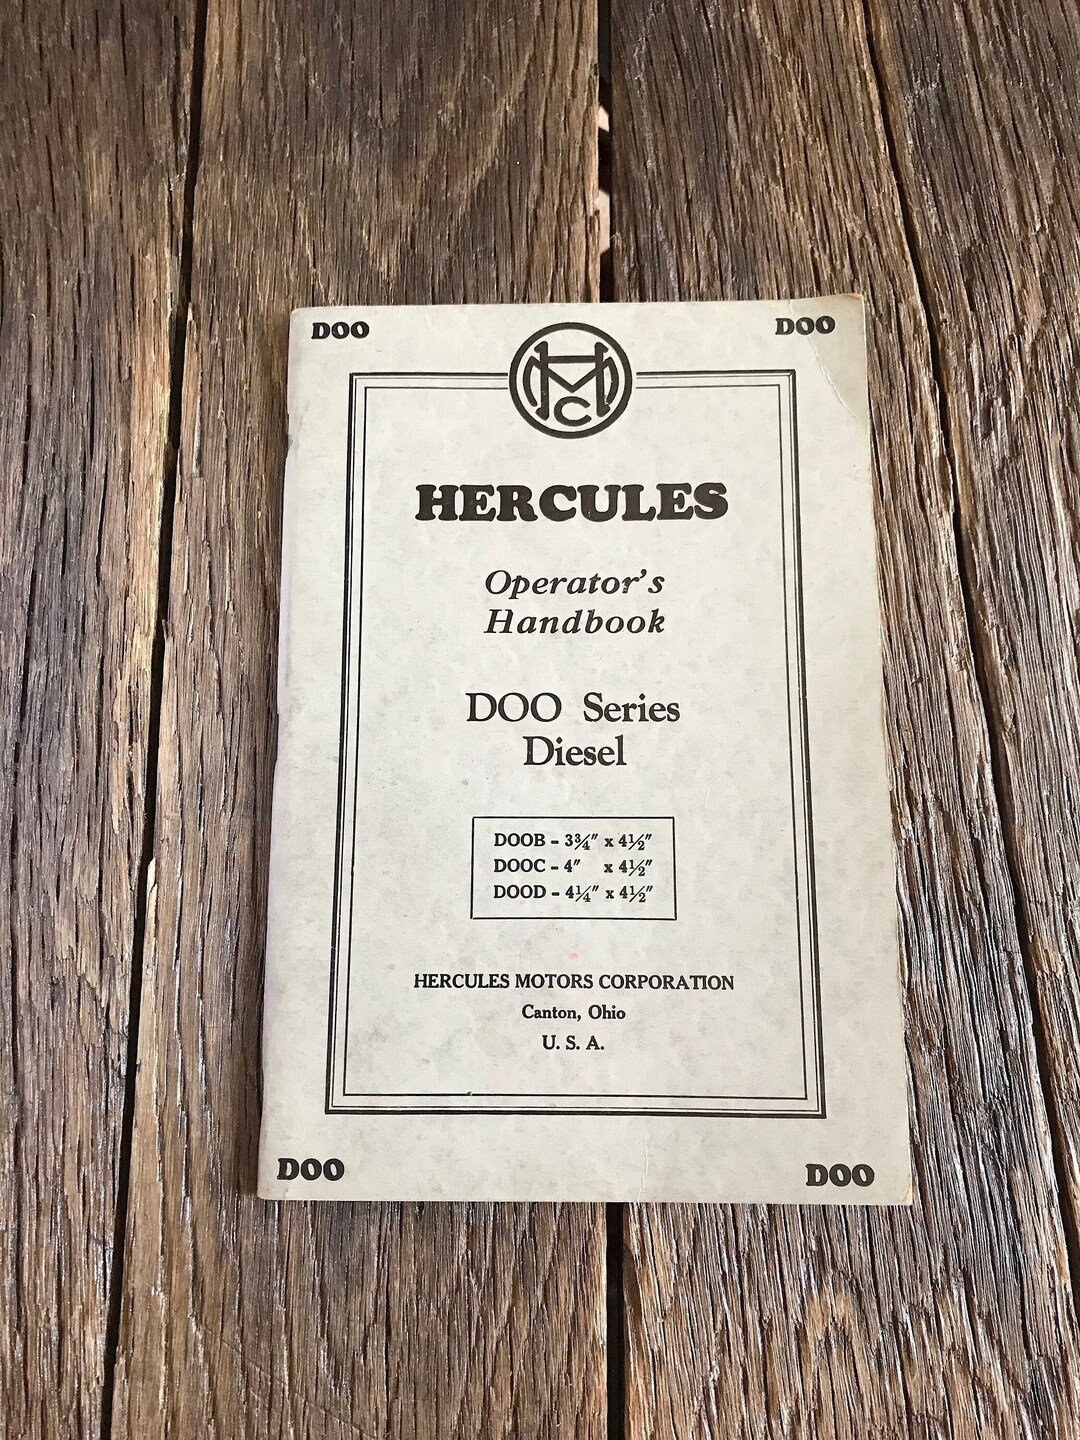 DOO DOO
HMC
HERCULES
Operator's
Handbook
DOO Series
Diesel
DOOB - 3¾" x 4½"
DOOC - 4" x 4½"
DOOD - 4¼" x 4½"
HERCULES MOTORS CORPORATION
Canton, Ohio
U. S. A.
DOO DOO